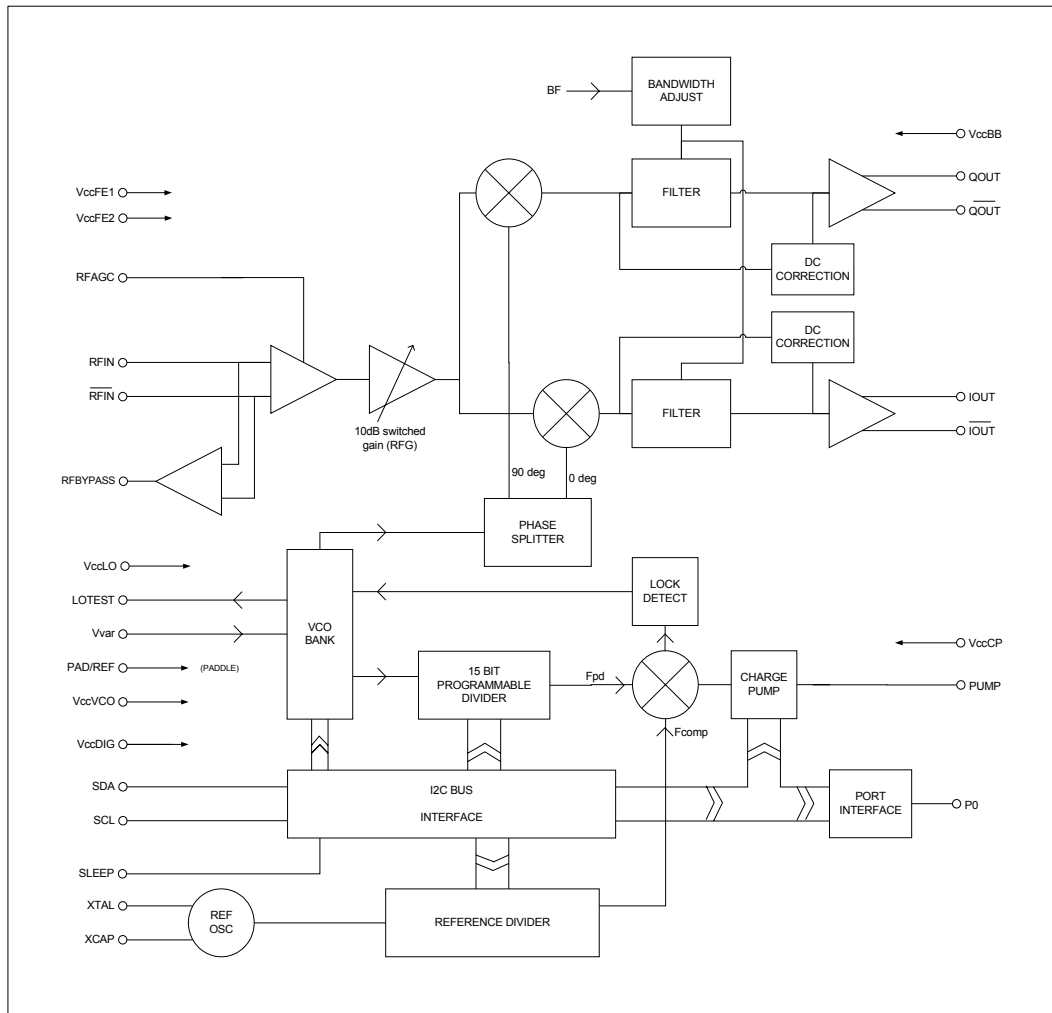 BF
BANDWIDTH
ADJUST
VccBB
VccFE1
VccFE2
FILTER
QOUT
QOUT
DC
CORRECTION
RFAGC
DC
CORRECTION
RFIN
RFIN
10dB switched
gain (RFG)
FILTER
IOUT
IOUT
RFBYPASS
90 deg
0 deg
PHASE
SPLITTER
VccLO
LOTEST
Vvar
PAD/REF
(PADDLE)
VccVCO
VccDIG
VCO
BANK
LOCK
DETECT
15 BIT
PROGRAMMABLE
DIVIDER
Fpd
Fcomp
CHARGE
PUMP
VccCP
PUMP
SDA
SCL
I2C BUS
INTERFACE
PORT
INTERFACE
P0
SLEEP
XTAL
XCAP
REF
OSC
REFERENCE DIVIDER